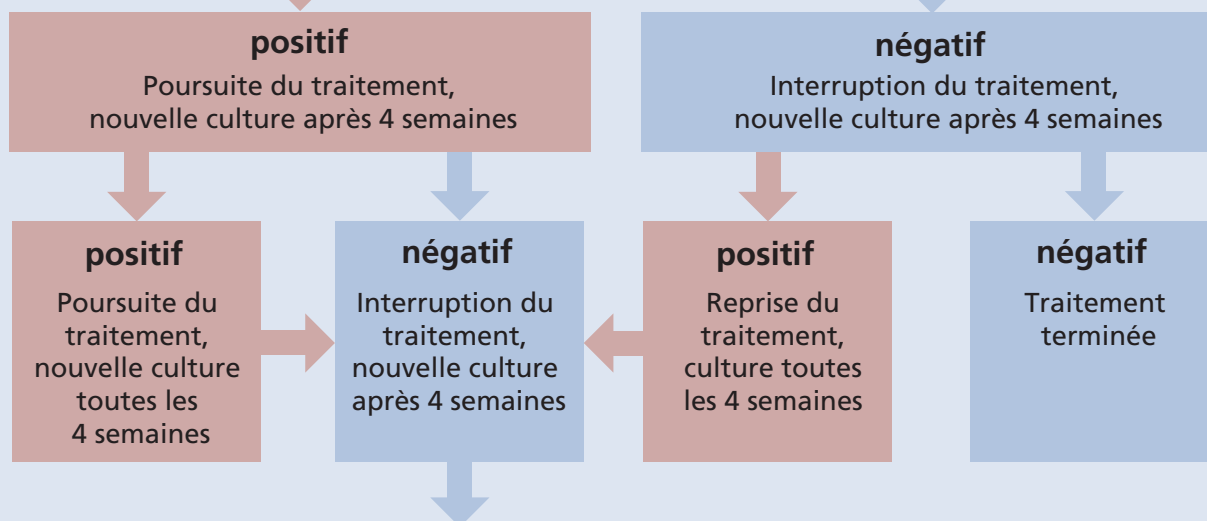 positif
Poursuite du traitement,
nouvelle culture après 4 semaines
négatif
Interruption du traitement,
nouvelle culture après 4 semaines
positif
Poursuite du
traitement,
nouvelle culture
toutes les
4 semaines
négatif
Interruption du
traitement,
nouvelle culture
après 4 semaines
positif
Reprise du
traitement,
culture toutes
les 4 semaines
négatif
Traitement
terminée